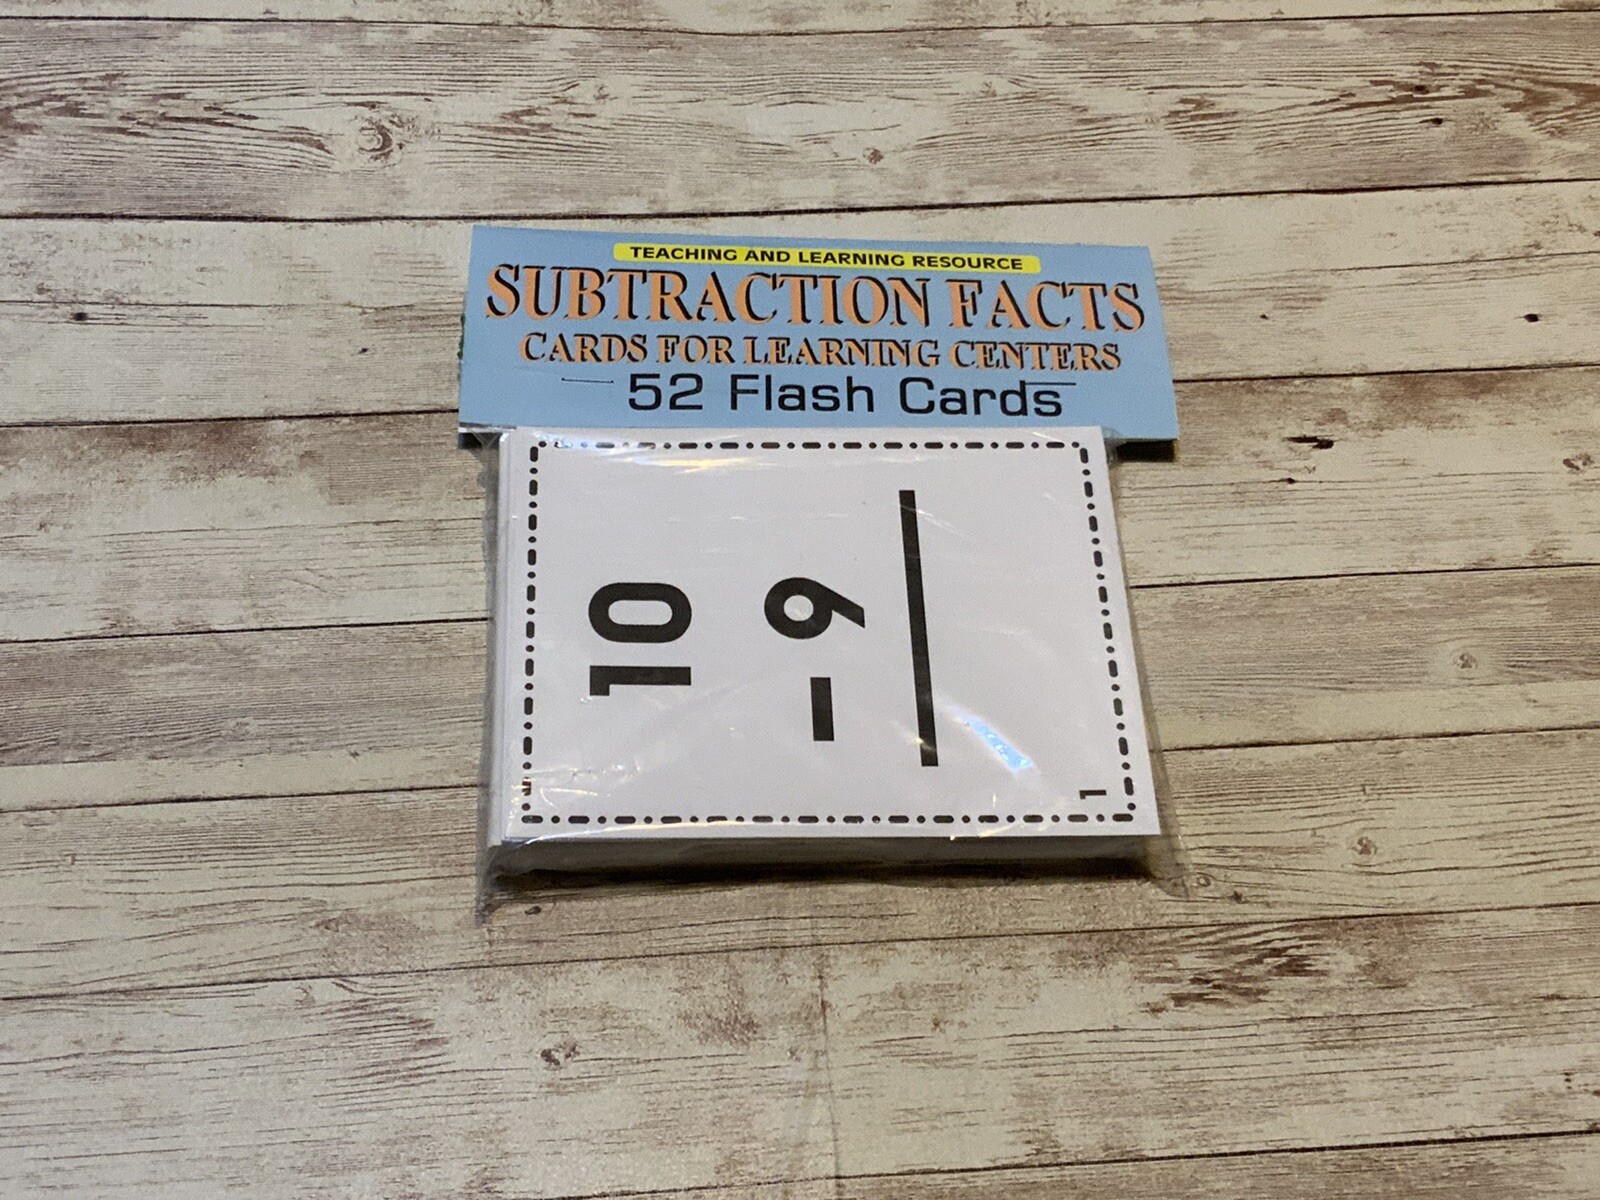 TEACHING AND LEARNING RESOURCE
SUBTRACTION FACTS
CARDS FOR LEARNING CENTERS
52 Flash Cards
10
- 9
1